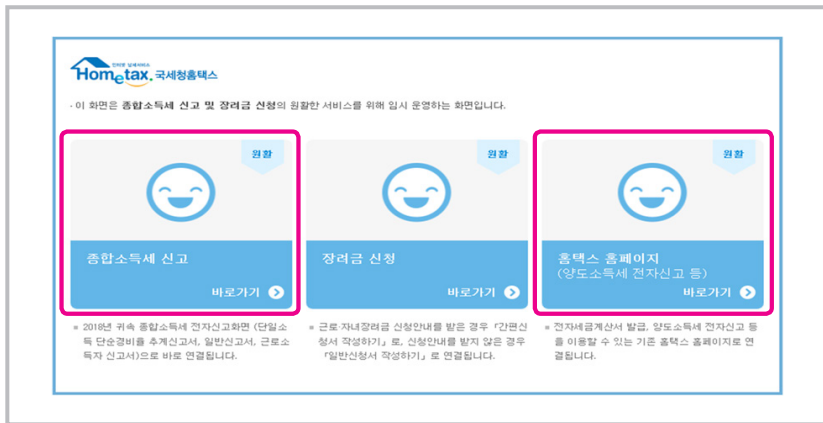 인터넷 납세서비스
Hometax. 국세청홈택스
· 이 화면은 종합소득세 신고 및 장려금 신청의 원활한 서비스를 위해 임시 운영하는 화면입니다.
원활
종합소득세 신고
바로가기
원활
장려금 신청
바로가기
원활
홈택스 홈페이지
(양도소득세 전자신고 등)
바로가기
2018년 귀속 종합소득세 전자신고화면 (단일소
득 단순경비율 추계신고서, 일반신고서, 근로소
득자 신고서)으로 바로 연결됩니다.
근로·자녀장려금 신청안내를 받은 경우 「간편신
청서 작성하기」로, 신청안내를 받지 않은 경우
「일반신청서 작성하기」로 연결됩니다.
전자세금계산서 발급, 양도소득세 전자신고 등
을 이용할 수 있는 기존 홈택스 홈페이지로 연
결됩니다.